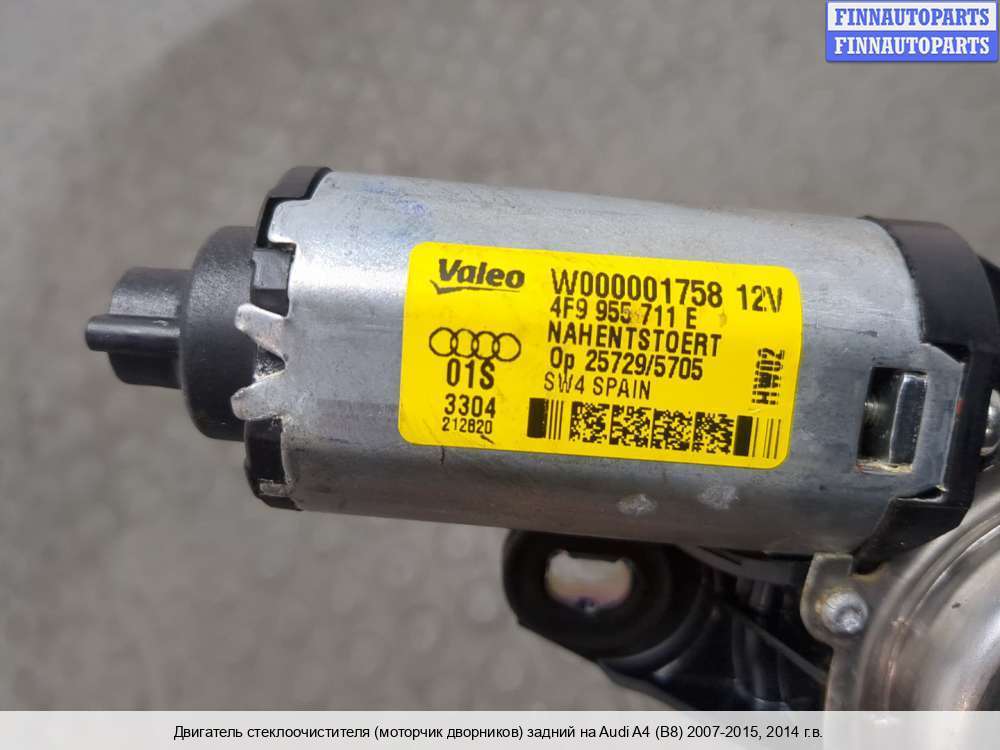 FINNAUTOPARTS
FINNAUTOPARTS
Valeo
W000001758 12V
4F9 955 711 E
NAHENTSTOERT
Op 25729/5705
SW4 SPAIN
01S
3304
212820
HW02
Двигатель стеклоочистителя (моторчик дворников) задний на Audi A4 (B8) 2007-2015, 2014 г.в.